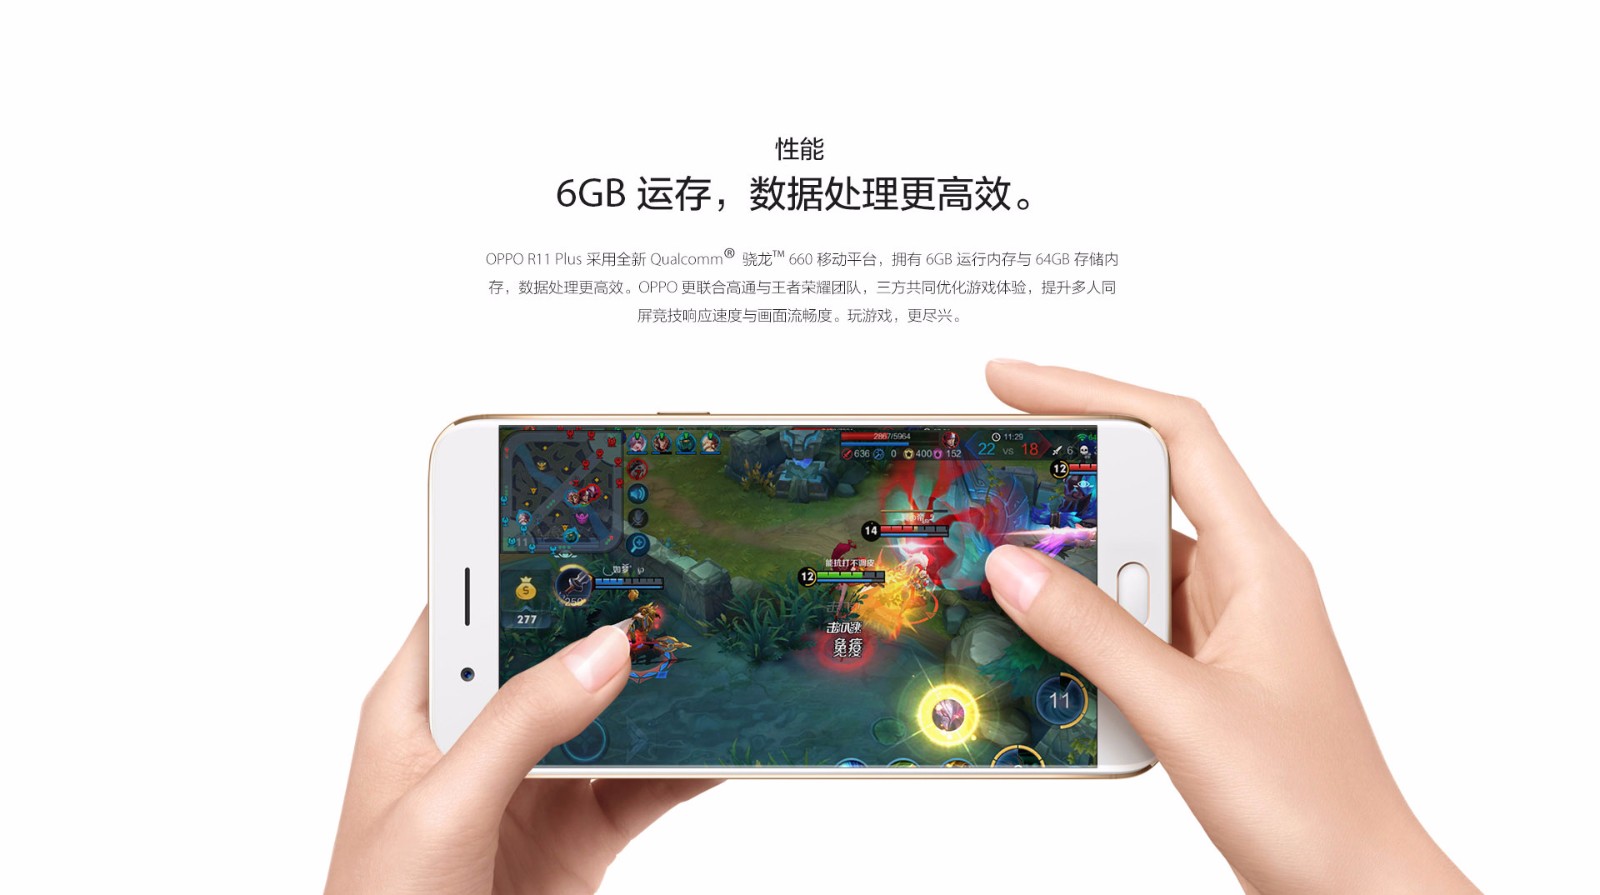 性能
6GB 运存，数据处理更高效。
OPPO R11 Plus 采用全新 Qualcomm® 骁龙™ 660 移动平台，拥有 6GB 运行内存与 64GB 存储内
存，数据处理更高效。OPPO 更联合高通与王者荣耀团队，三方共同优化游戏体验，提升多人同
屏竞技响应速度与画面流畅度。玩游戏，更尽兴。
2867/5964
11:29
636 0 400 152
22 VS 18
6
12
14
能抗打不调皮
12
277
免疫
11